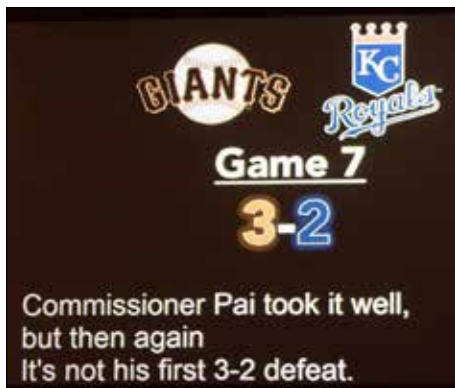 GIANTS
KC
Royals
Game 7
3-2
Commissioner Pai took it well,
but then again
It's not his first 3-2 defeat.